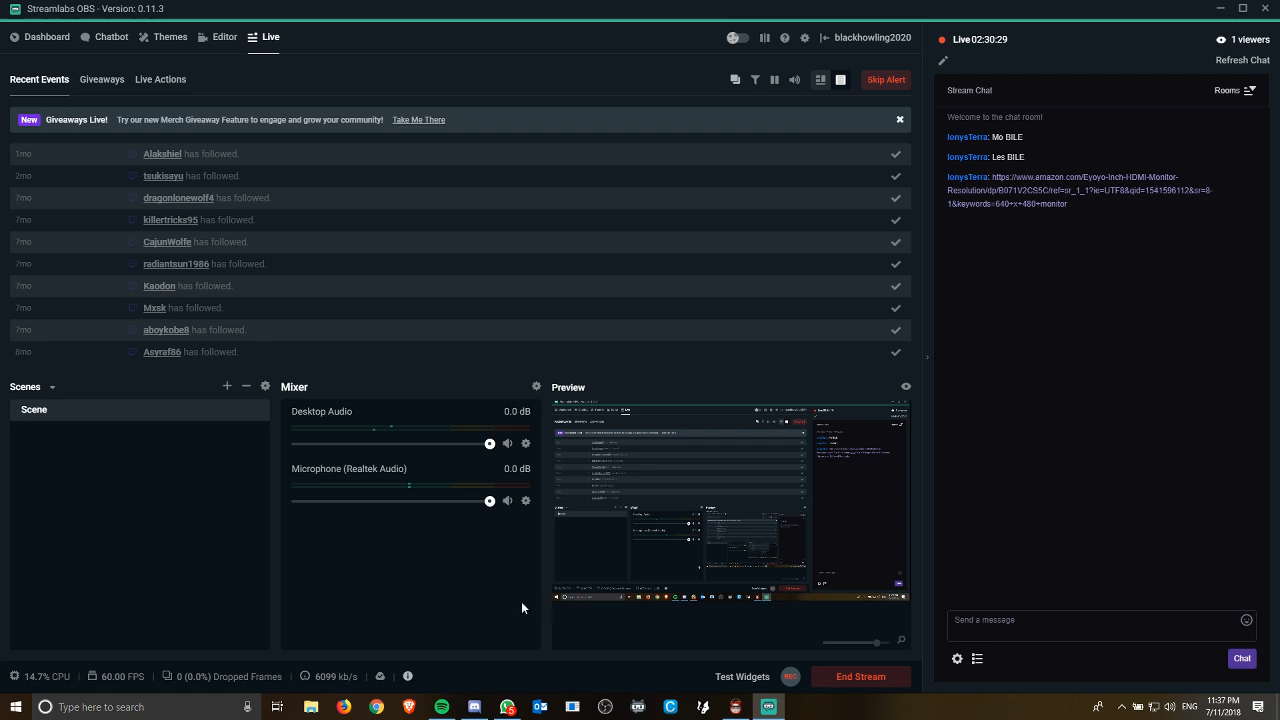 Streamlabs OBS - Version: 0.11.3
Dashboard Chatbot Themes Editor Live blackhowling2020
Recent Events Giveaways Live Actions Skip Alert
New Giveaways Live! Try our new Merch Giveaway Feature to engage and grow your community! Take Me There
1mo Alakshiel has followed.
2mo tsukisayu has followed.
7mo dragonlonewolf4 has followed.
7mo killertricks95 has followed.
7mo CajunWolfe has followed.
7mo radiantsun1986 has followed.
7mo Kaodon has followed.
7mo Mxsk has followed.
7mo aboykobe8 has followed.
8mo Asyraf86 has followed.
Scenes
Scene
Mixer
Desktop Audio 0.0 dB
Microphone (Realtek Audio) 0.0 dB
Preview
14.7% CPU 30.00 FPS 0 (0.0%) Dropped Frames 6099 kb/s
Test Widgets REC End Stream
Live 02:30:29 1 viewers
Refresh Chat
Stream Chat Rooms
Welcome to the chat room!
IonysTerra: Mo BILE
IonysTerra: Les BILE
IonysTerra: https://www.amazon.com/Eyoyo-Inch-HDMI-Monitor-
Resolution/dp/B071V2CS5C/ref=sr_1_1?ie=UTF8&qid=1541596112&sr=8-
1&keywords=640+x+480+monitor
Send a message
Chat
Type here to search
5
ENG
11:37 PM
7/11/2018